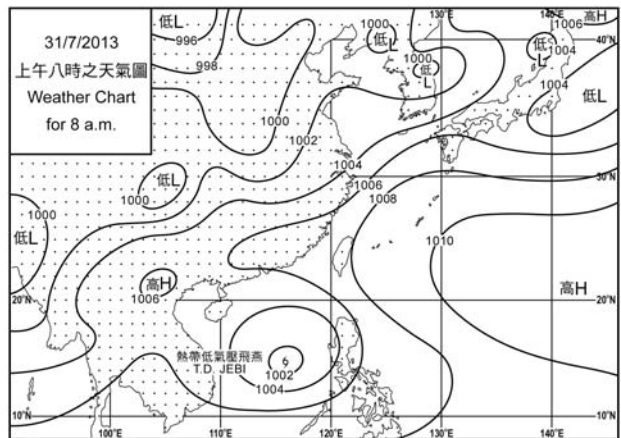 31/7/2013
上午八時之天氣圖
Weather Chart
for 8 a.m.
低L
996
998
1000
低L
1000
低L
130°E
140°E
1006
高H
40°N
低L
1004
1004
低L
1000
1002
1004
低L
1000
1006
30°N
1008
1000
低L
1010
高H
1006
20°N
高H
20°N
熱帶低氣壓飛燕
T.D. JEBI
1002
1004
10°N
10°N
100°E
110°E
120°E
130°E
140°E